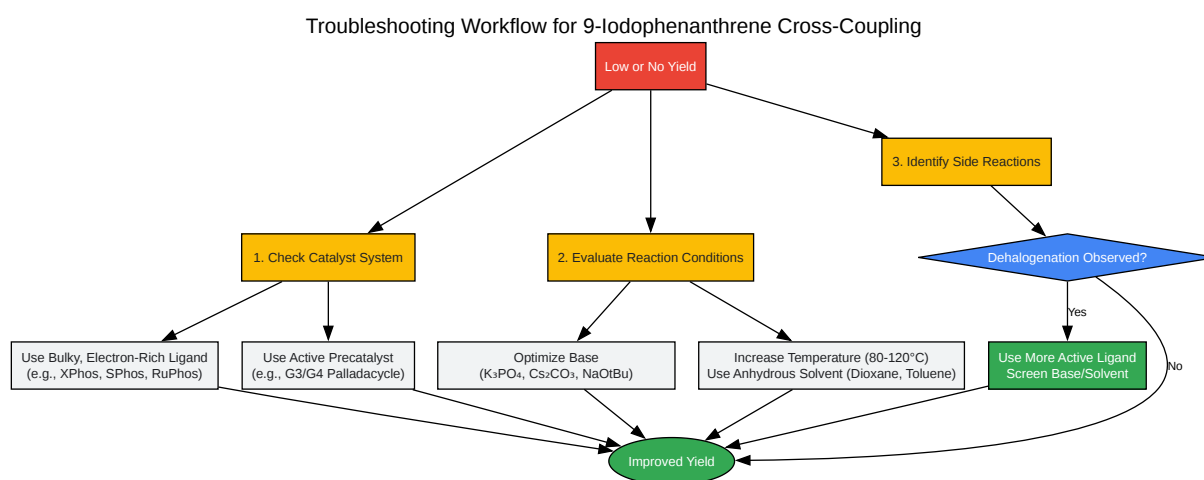 Troubleshooting Workflow for 9-Iodophenanthrene Cross-Coupling
Low or No Yield
3. Identify Side Reactions
1. Check Catalyst System
2. Evaluate Reaction Conditions
Dehalogenation Observed?
Yes
Use Bulky, Electron-Rich Ligand
(e.g., XPhos, SPhos, RuPhos)
Use Active Precatalyst
(e.g., G3/G4 Palladacycle)
Optimize Base
(K₃PO₄, Cs₂CO₃, NaOtBu)
Increase Temperature (80-120°C)
Use Anhydrous Solvent (Dioxane, Toluene)
Use More Active Ligand
Screen Base/Solvent
No
Improved Yield